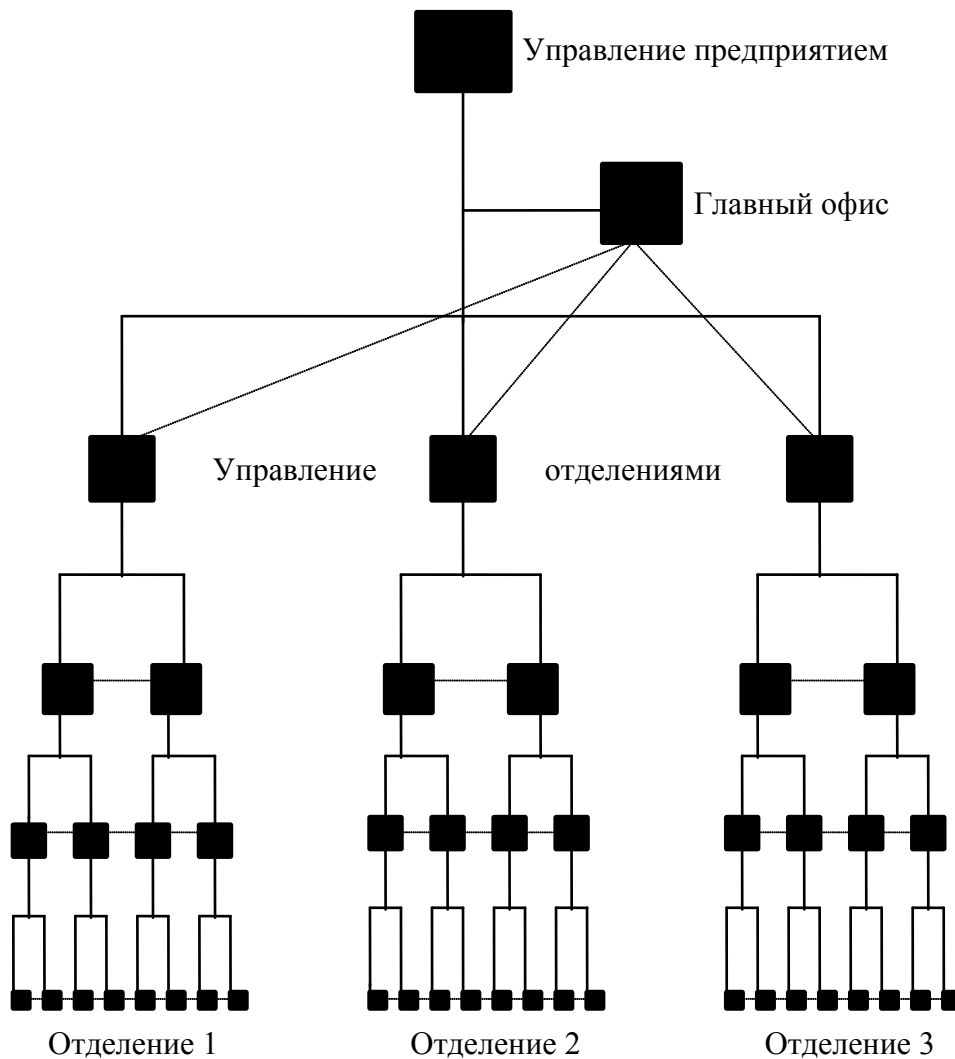 Управление предприятием
Главный офис
Управление отделениями
Отделение 1 Отделение 2 Отделение 3